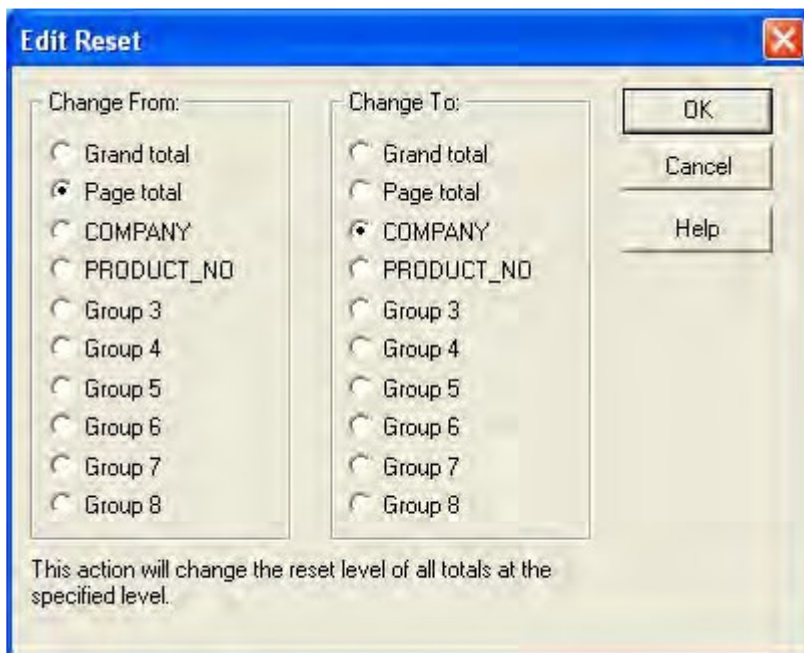 Edit Reset
Change From:
Grand total
Page total
COMPANY
PRODUCT_NO
Group 3
Group 4
Group 5
Group 6
Group 7
Group 8
Change To:
Grand total
Page total
COMPANY
PRODUCT_NO
Group 3
Group 4
Group 5
Group 6
Group 7
Group 8
OK
Cancel
Help
This action will change the reset level of all totals at the
specified level.